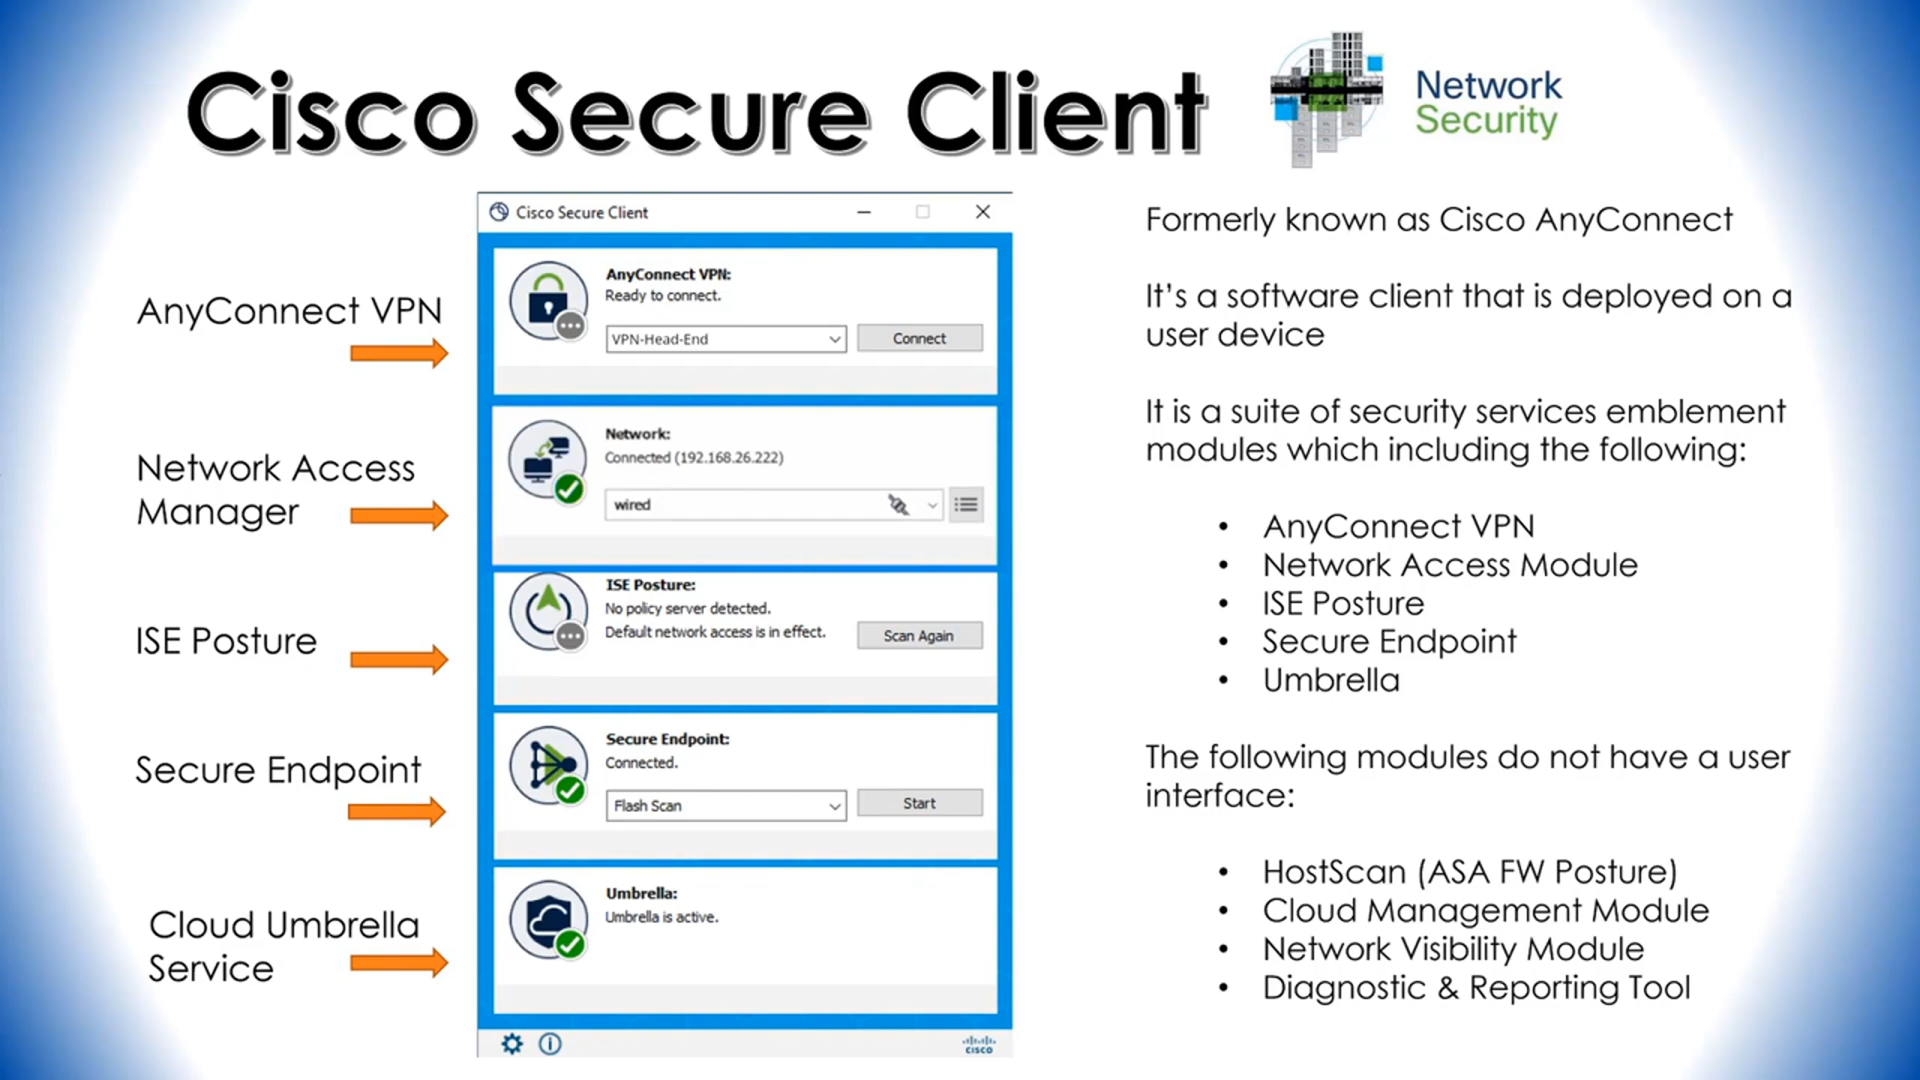 Cisco Secure Client
Network
Security
Cisco Secure Client
AnyConnect VPN
AnyConnect VPN:
Ready to connect.
VPN-Head-End
Connect
Network Access
Manager
Network:
Connected (192.168.26.222)
wired
ISE Posture
ISE Posture:
No policy server detected.
Default network access is in effect.
Scan Again
Secure Endpoint
Secure Endpoint:
Connected.
Flash Scan
Start
Cloud Umbrella
Service
Umbrella:
Umbrella is active.
CISCO
Formerly known as Cisco AnyConnect
It's a software client that is deployed on a
user device
It is a suite of security services emblement
modules which including the following:
• AnyConnect VPN
• Network Access Module
• ISE Posture
• Secure Endpoint
• Umbrella
The following modules do not have a user
interface:
• HostScan (ASA FW Posture)
• Cloud Management Module
• Network Visibility Module
• Diagnostic & Reporting Tool